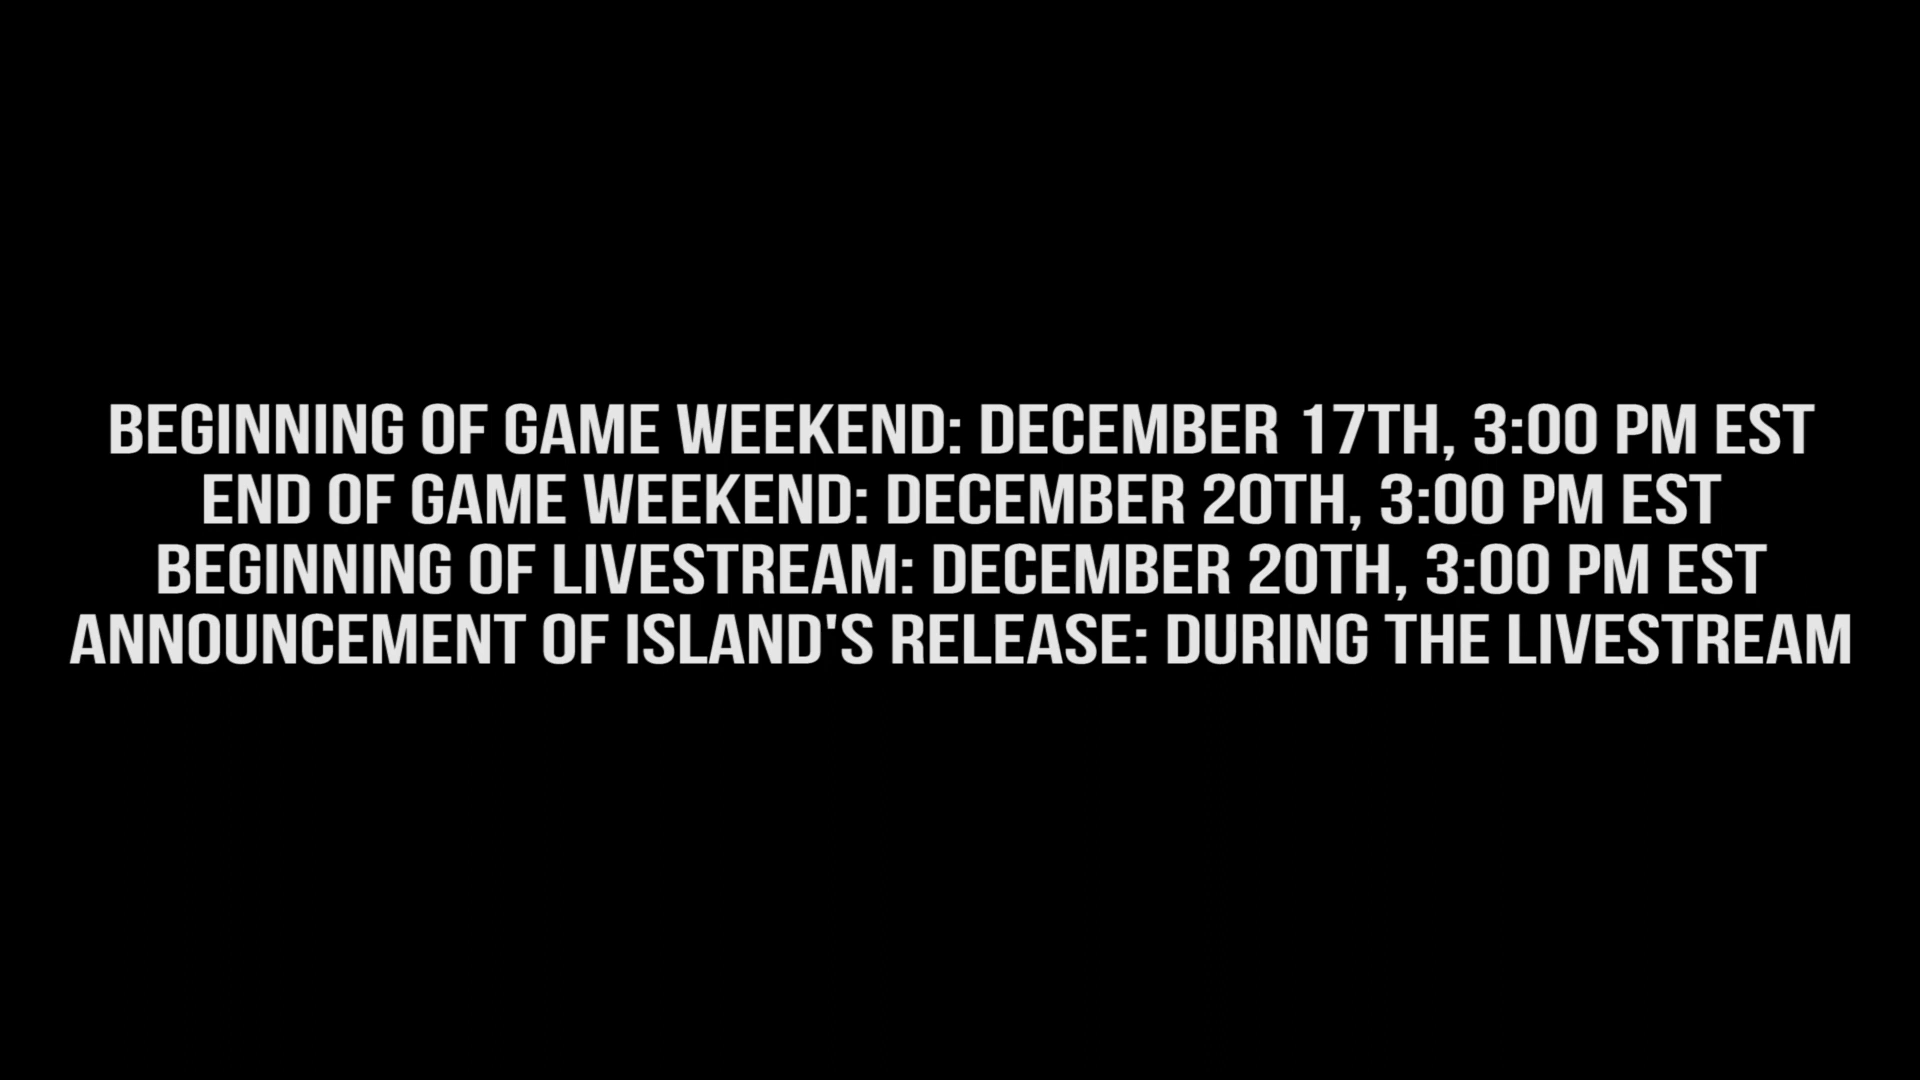 BEGINNING OF GAME WEEKEND: DECEMBER 17TH, 3:00 PM EST
END OF GAME WEEKEND: DECEMBER 20TH, 3:00 PM EST
BEGINNING OF LIVESTREAM: DECEMBER 20TH, 3:00 PM EST
ANNOUNCEMENT OF ISLAND'S RELEASE: DURING THE LIVESTREAM